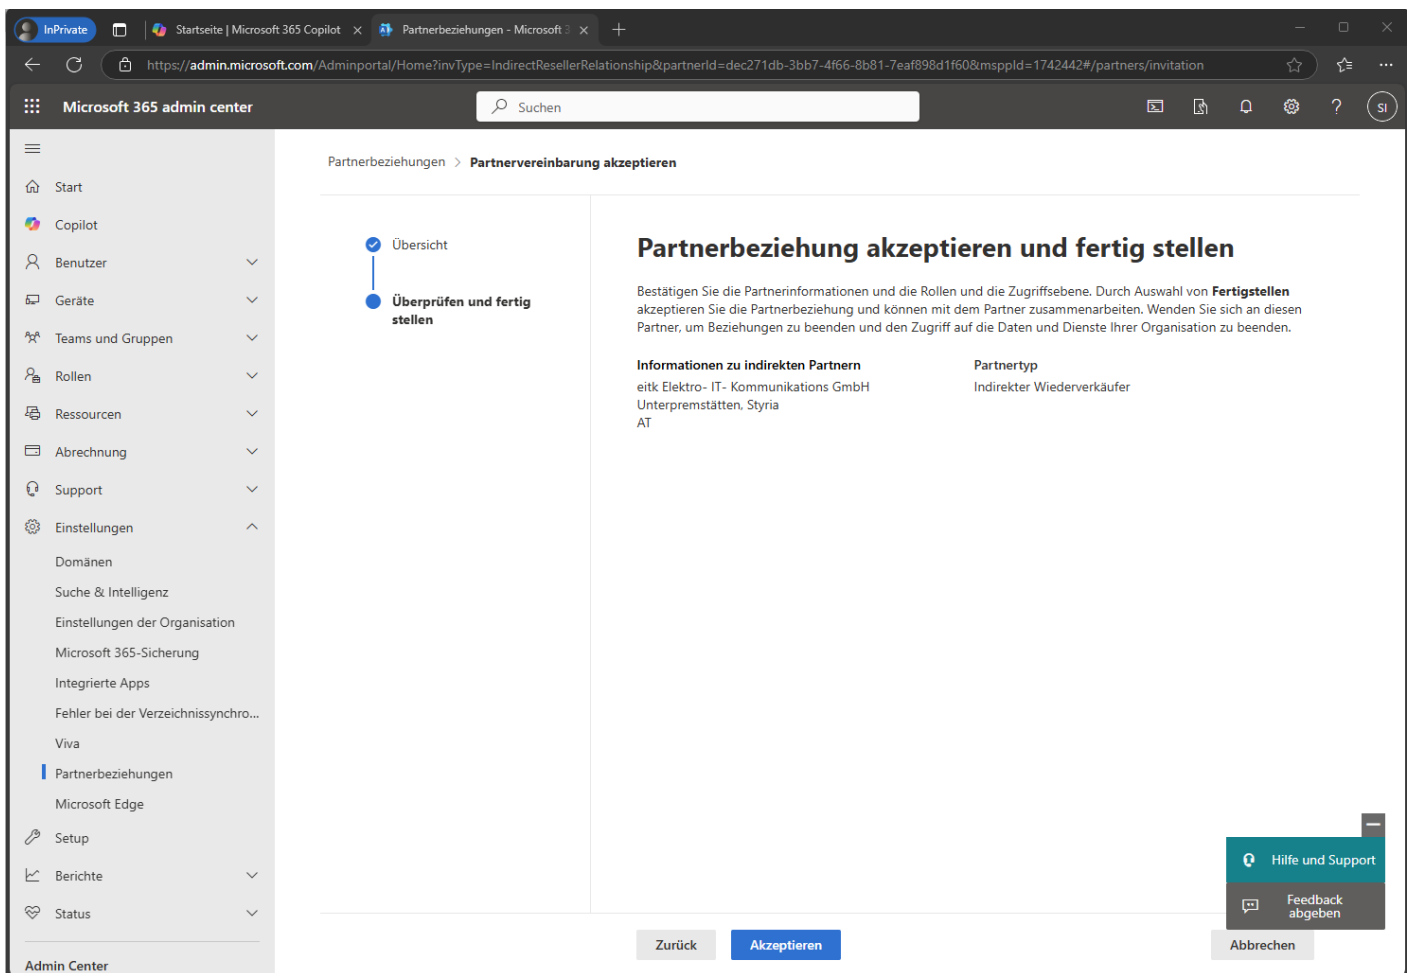 InPrivate
Startseite | Microsoft 365 Copilot
Partnerbeziehungen - Microsoft 3
https://admin.microsoft.com/Adminportal/Home?invType=IndirectResellerRelationship&partnerId=dec271db-3bb7-4f66-8b81-7eaf898d1f60&msppId=1742442#/partners/invitation
Microsoft 365 admin center
Suchen
SI
Start
Copilot
Benutzer
Geräte
Teams und Gruppen
Rollen
Ressourcen
Abrechnung
Support
Einstellungen
Domänen
Suche & Intelligenz
Einstellungen der Organisation
Microsoft 365-Sicherung
Integrierte Apps
Fehler bei der Verzeichnissynchro...
Viva
Partnerbeziehungen
Microsoft Edge
Setup
Berichte
Status
Admin Center
Partnerbeziehungen > Partnervereinbarung akzeptieren
Übersicht
Überprüfen und fertig
stellen
Partnerbeziehung akzeptieren und fertig stellen
Bestätigen Sie die Partnerinformationen und die Rollen und die Zugriffsebene. Durch Auswahl von Fertigstellen
akzeptieren Sie die Partnerbeziehung und können mit dem Partner zusammenarbeiten. Wenden Sie sich an diesen
Partner, um Beziehungen zu beenden und den Zugriff auf die Daten und Dienste Ihrer Organisation zu beenden.
Informationen zu indirekten Partnern
eitk Elektro- IT- Kommunikations GmbH
Unterpremstätten, Styria
AT
Partnertyp
Indirekter Wiederverkäufer
Hilfe und Support
Feedback
abgeben
Zurück
Akzeptieren
Abbrechen